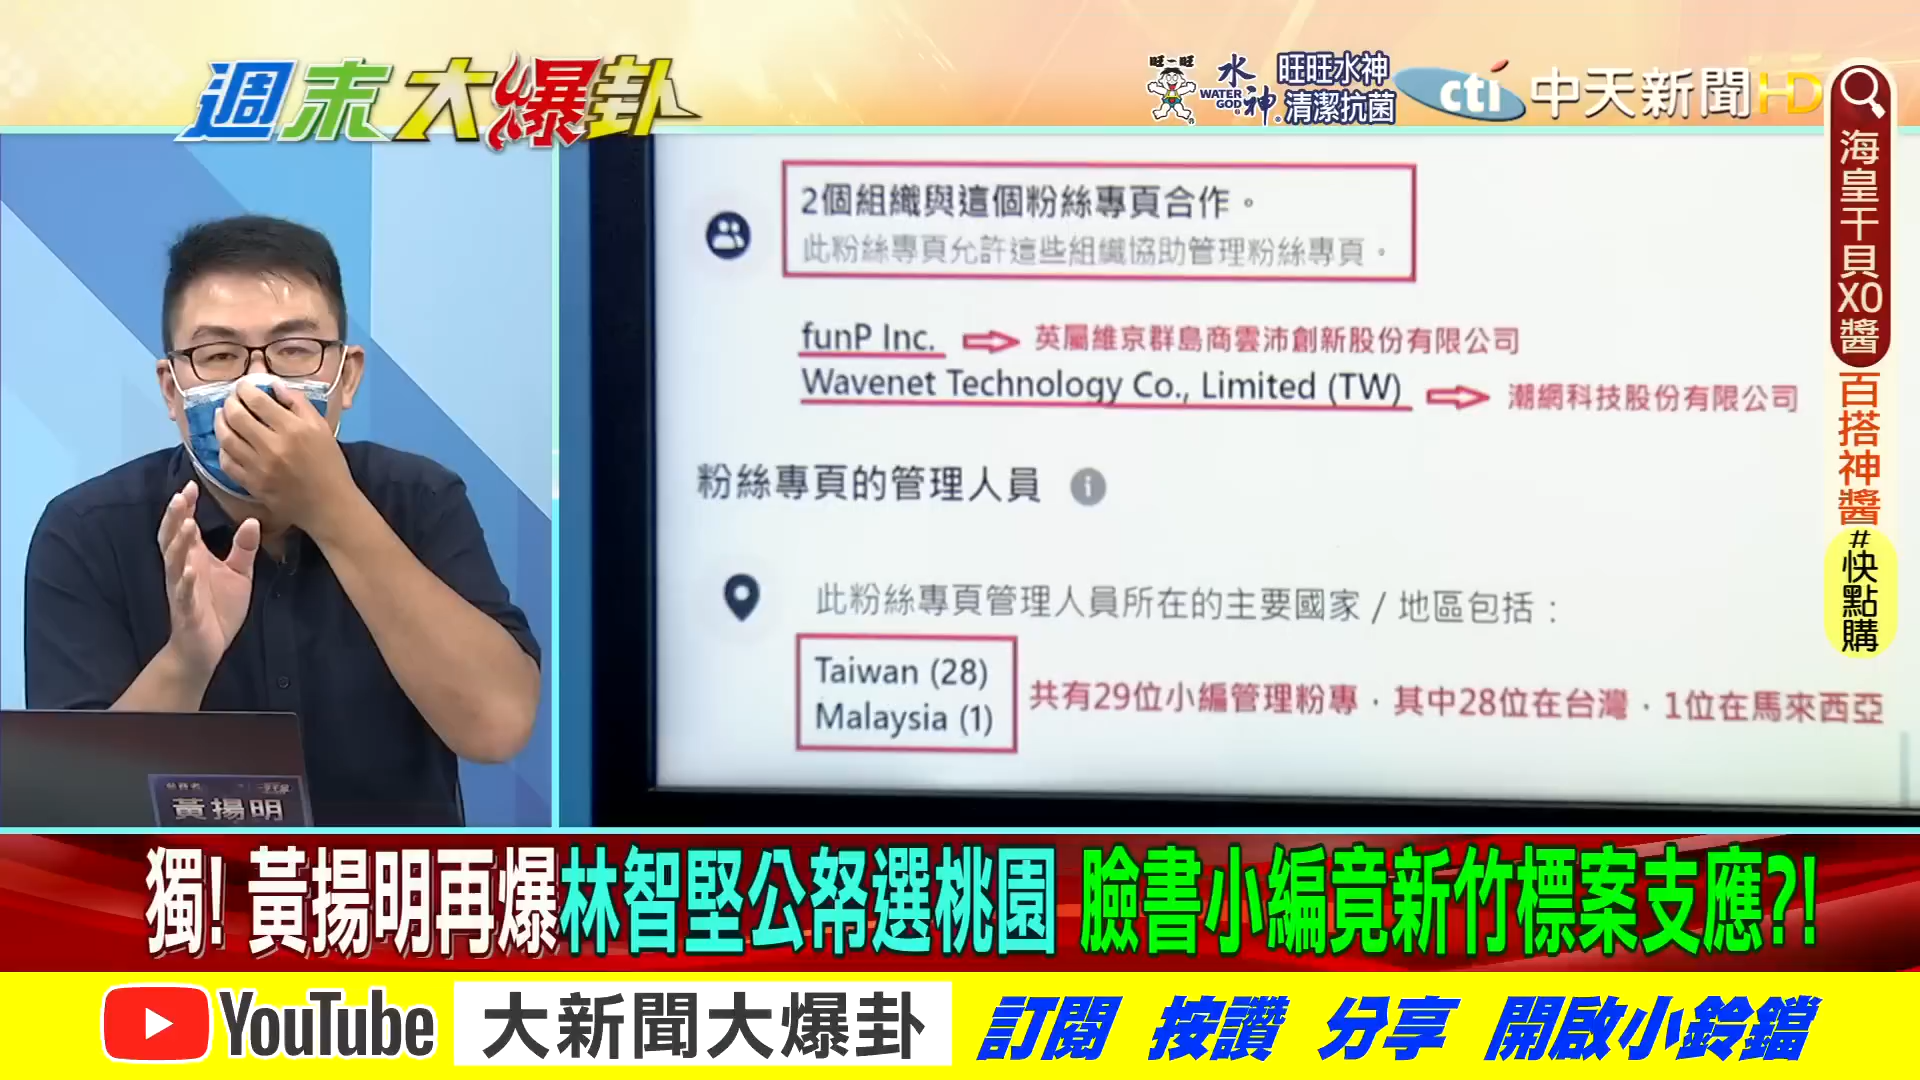 週末大爆卦
旺一旺
水神
WATER GOD
旺旺水神
清潔抗菌
cti 中天新聞HD
海皇干貝XO醬
百搭神醬
#快點購
2個組織與這個粉絲專頁合作。
此粉絲專頁允許這些組織協助管理粉絲專頁。
funP Inc. 英屬維京群島商雲沛創新股份有限公司
Wavenet Technology Co., Limited (TW) 潮網科技股份有限公司
粉絲專頁的管理人員
此粉絲專頁管理人員所在的主要國家 / 地區包括：
Taiwan (28)
Malaysia (1)
共有29位小編管理粉專，其中28位在台灣，1位在馬來西亞
黃揚明
獨! 黃揚明再爆林智堅公帑選桃園 臉書小編竟新竹標案支應?!
YouTube 大新聞大爆卦 訂閱 按讚 分享 開啟小鈴鐺